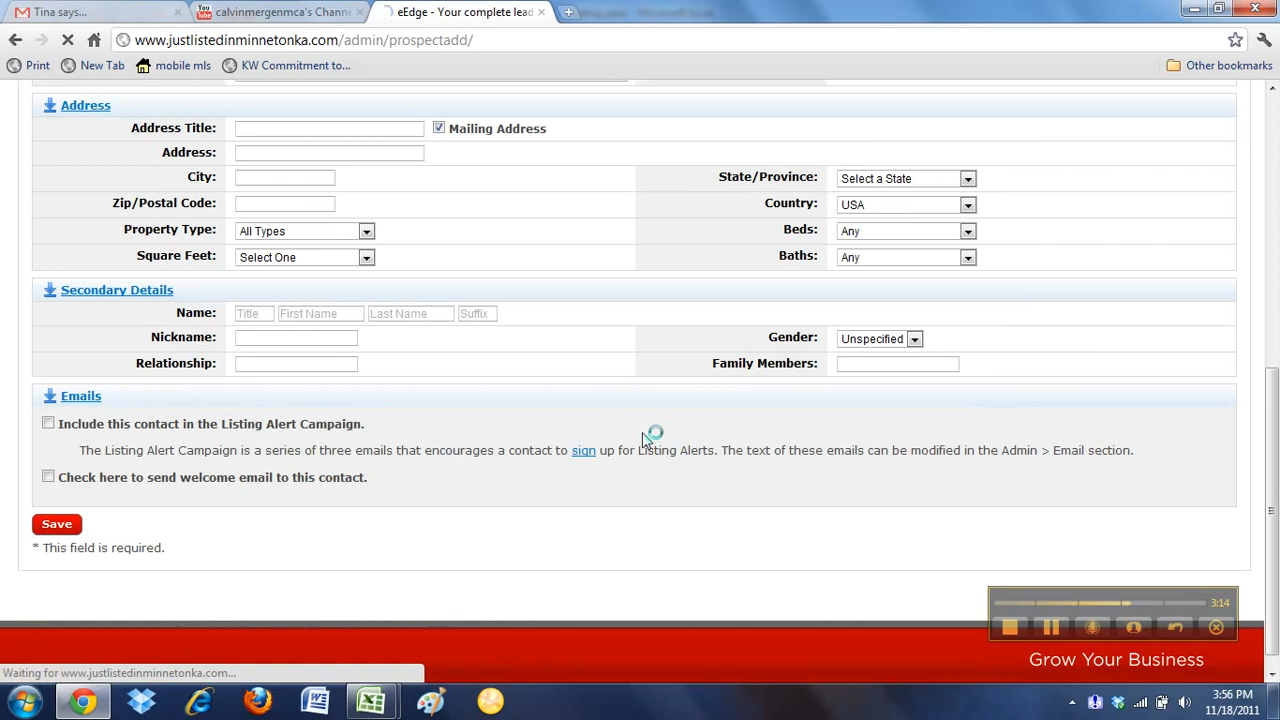 Tina says...
You Tube calvinmergenmca's Channe
eEdge - Your complete lead
www.justlistedinminnetonka.com/admin/prospectadd/
Print New Tab mobile mls KW Commitment to... Other bookmarks
Address
Address Title: Mailing Address
Address:
City: State/Province: Select a State
Zip/Postal Code: Country: USA
Property Type: All Types Beds: Any
Square Feet: Select One Baths: Any
Secondary Details
Name: Title First Name Last Name Suffix
Nickname: Gender: Unspecified
Relationship: Family Members:
Emails
Include this contact in the Listing Alert Campaign.
The Listing Alert Campaign is a series of three emails that encourages a contact to sign up for Listing Alerts. The text of these emails can be modified in the Admin > Email section.
Check here to send welcome email to this contact.
Save
* This field is required.
3:14
Grow Your Business
Waiting for www.justlistedinminnetonka.com...
3:56 PM
11/18/2011